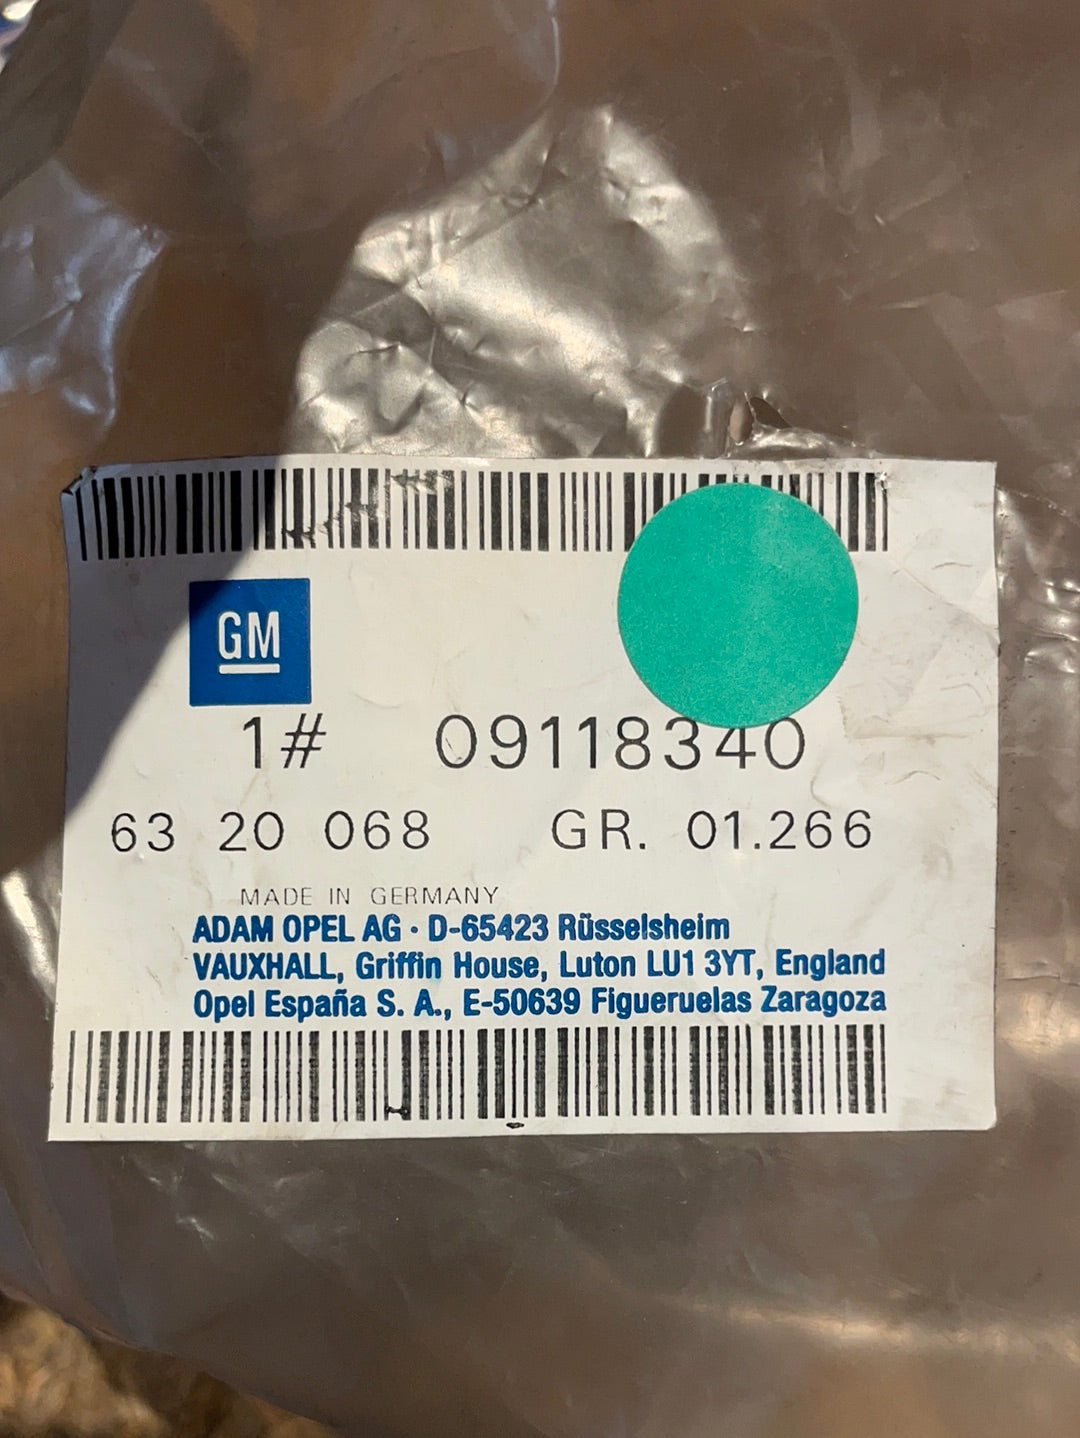 GM
1# 09118340
63 20 068 GR. 01.266
MADE IN GERMANY
ADAM OPEL AG · D-65423 Rüsselsheim
VAUXHALL, Griffin House, Luton LU1 3YT, England
Opel España S. A., E-50639 Figueruelas Zaragoza